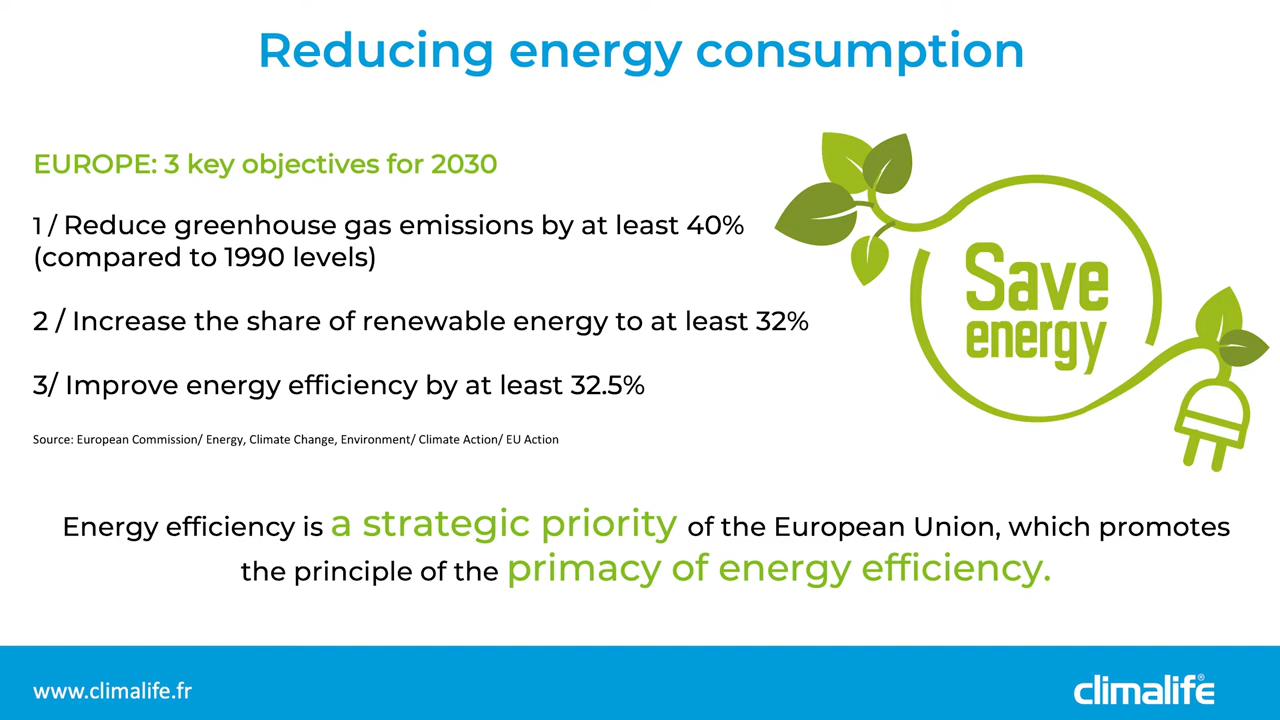 Reducing energy consumption
EUROPE: 3 key objectives for 2030
1 / Reduce greenhouse gas emissions by at least 40%
(compared to 1990 levels)
2 / Increase the share of renewable energy to at least 32%
3/ Improve energy efficiency by at least 32.5%
Source: European Commission/ Energy, Climate Change, Environment/ Climate Action/ EU Action
Save
energy
Energy efficiency is a strategic priority of the European Union, which promotes
the principle of the primacy of energy efficiency.
www.climalife.fr
climalife®